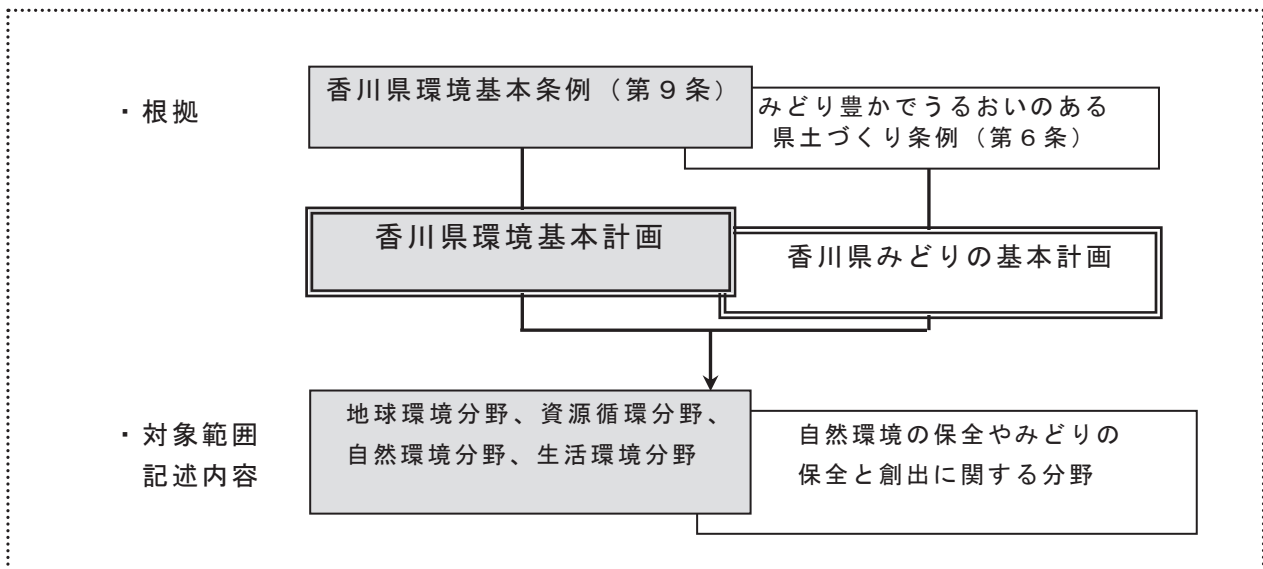 ・根拠
香川県環境基本条例（第９条）
みどり豊かでうるおいのある
県土づくり条例（第６条）
香川県環境基本計画
香川県みどりの基本計画
・対象範囲
記述内容
地球環境分野、資源循環分野、
自然環境分野、生活環境分野
自然環境の保全やみどりの
保全と創出に関する分野